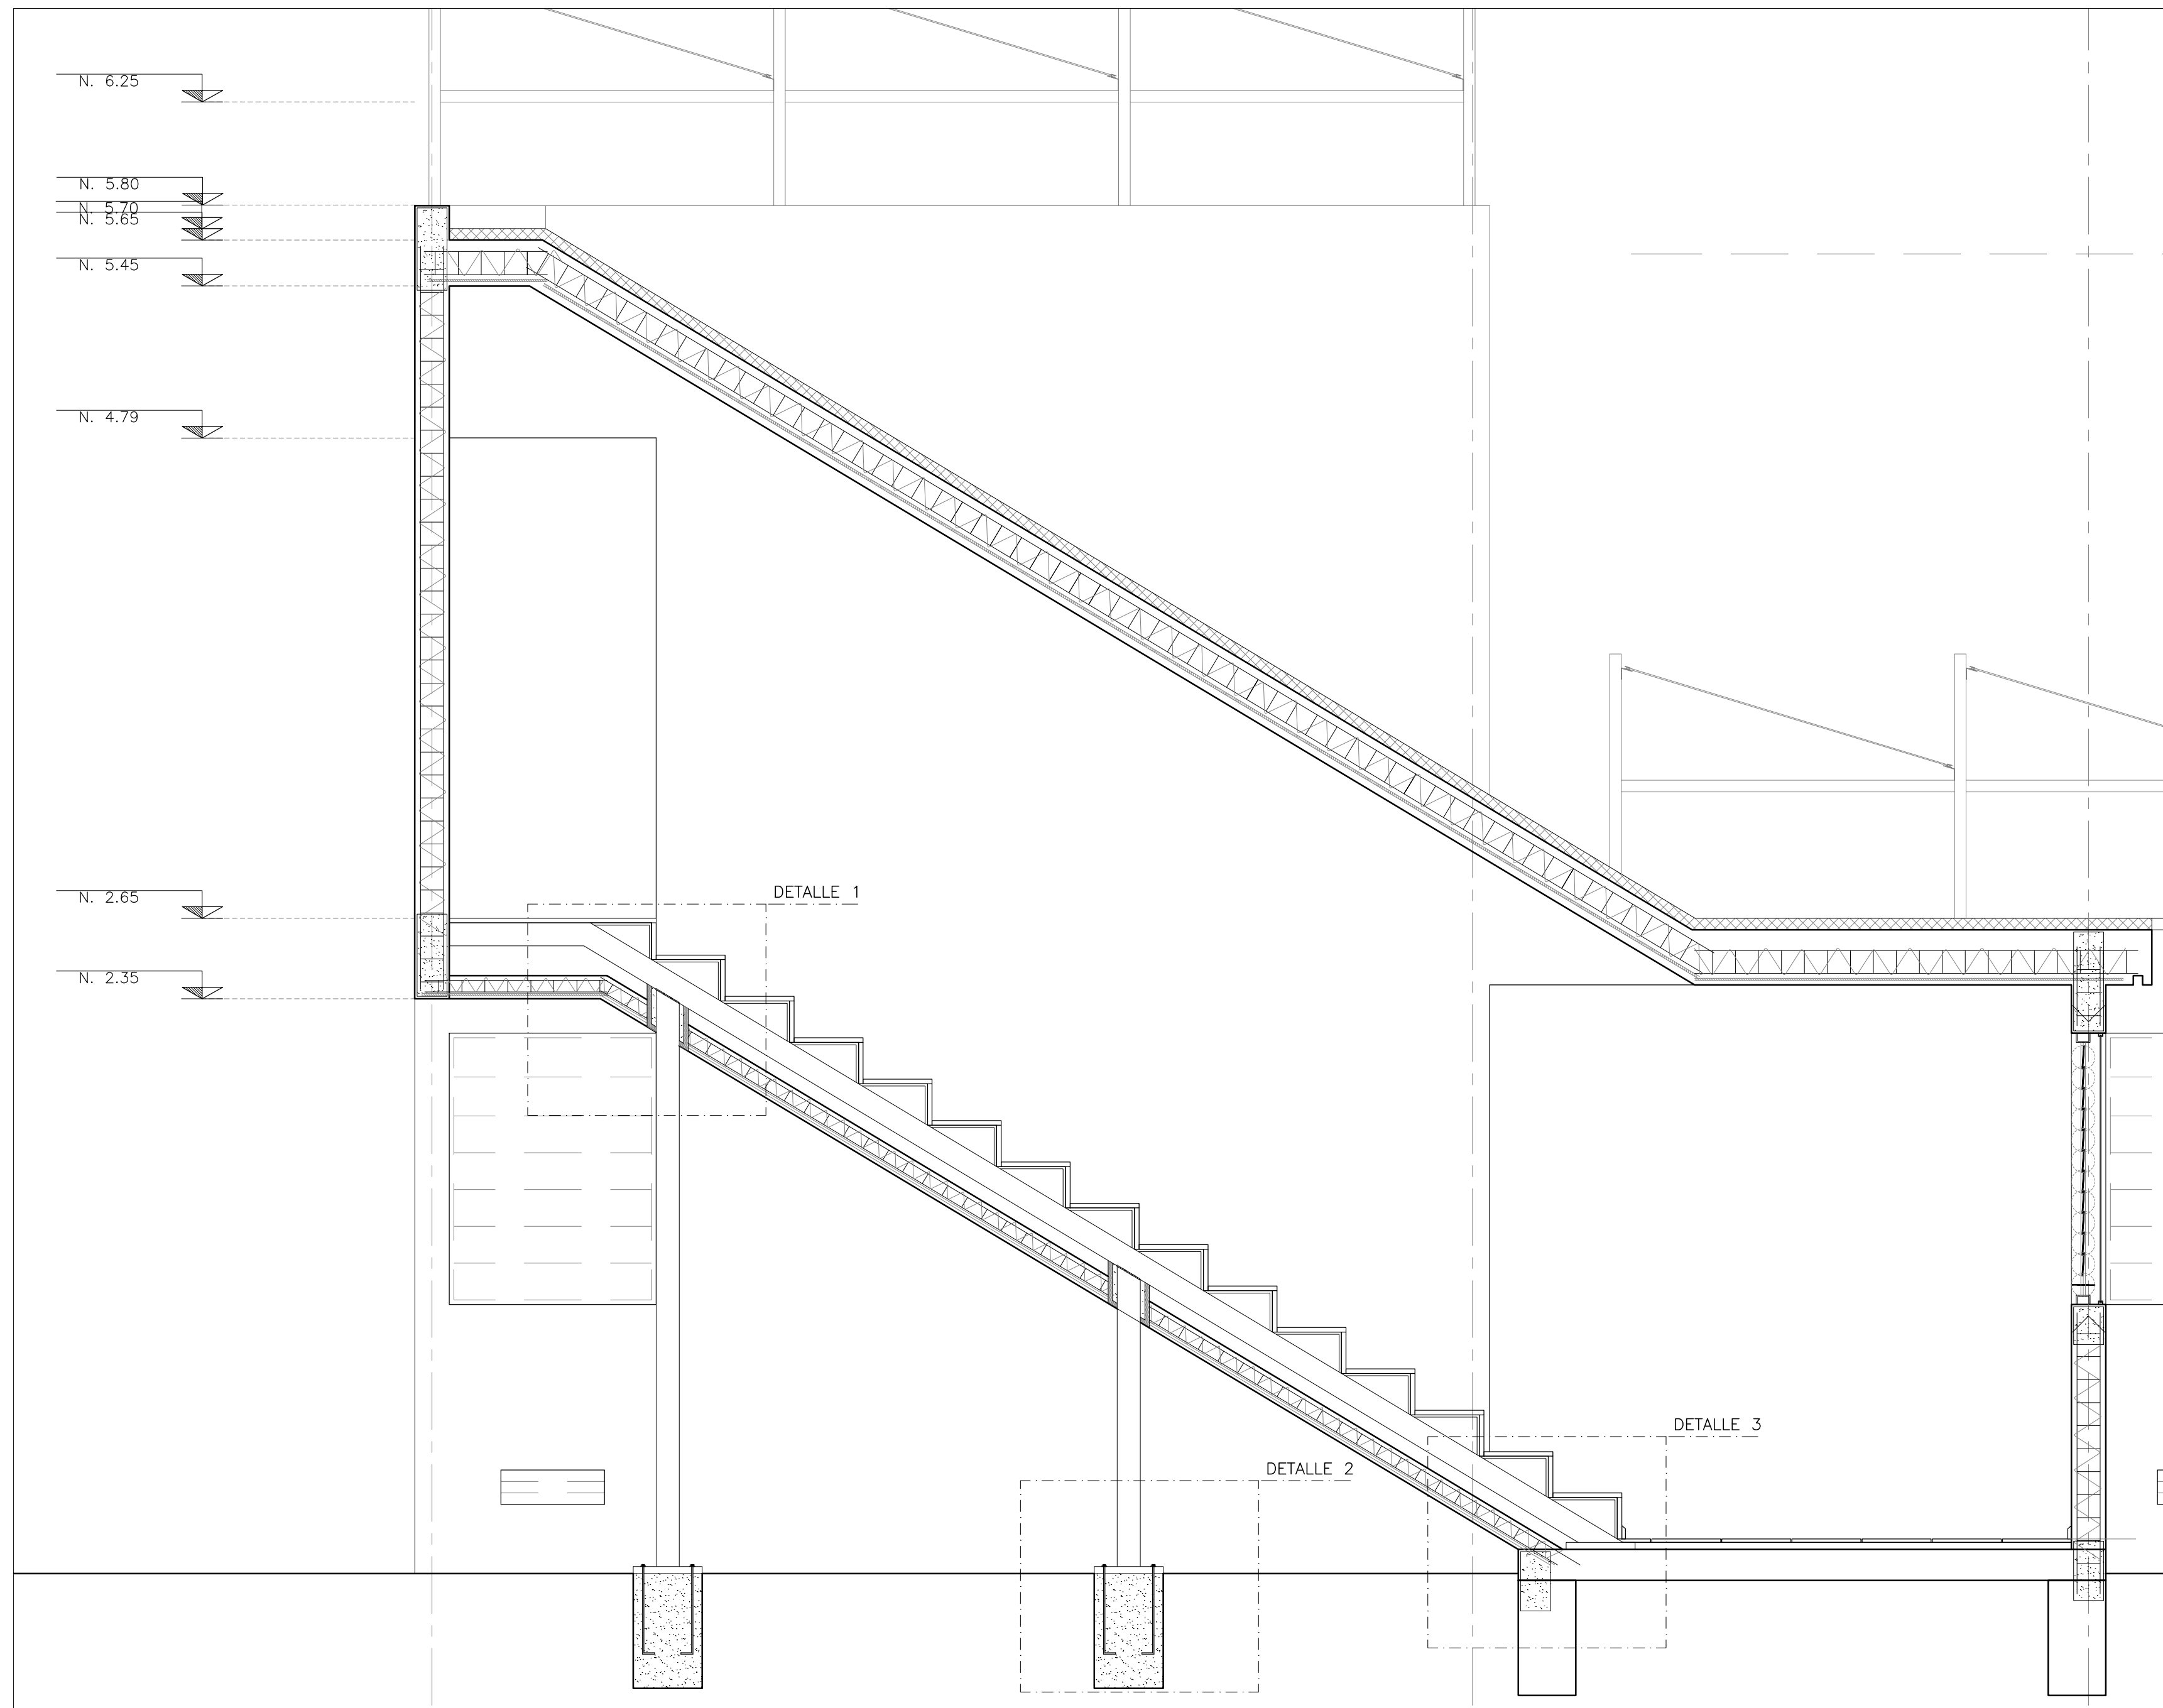 N. 6.25
N. 5.80
N. 5.70
N. 5.65
N. 5.45
N. 4.79
N. 2.65
DETALLE 1
N. 2.35
DETALLE 3
DETALLE 2